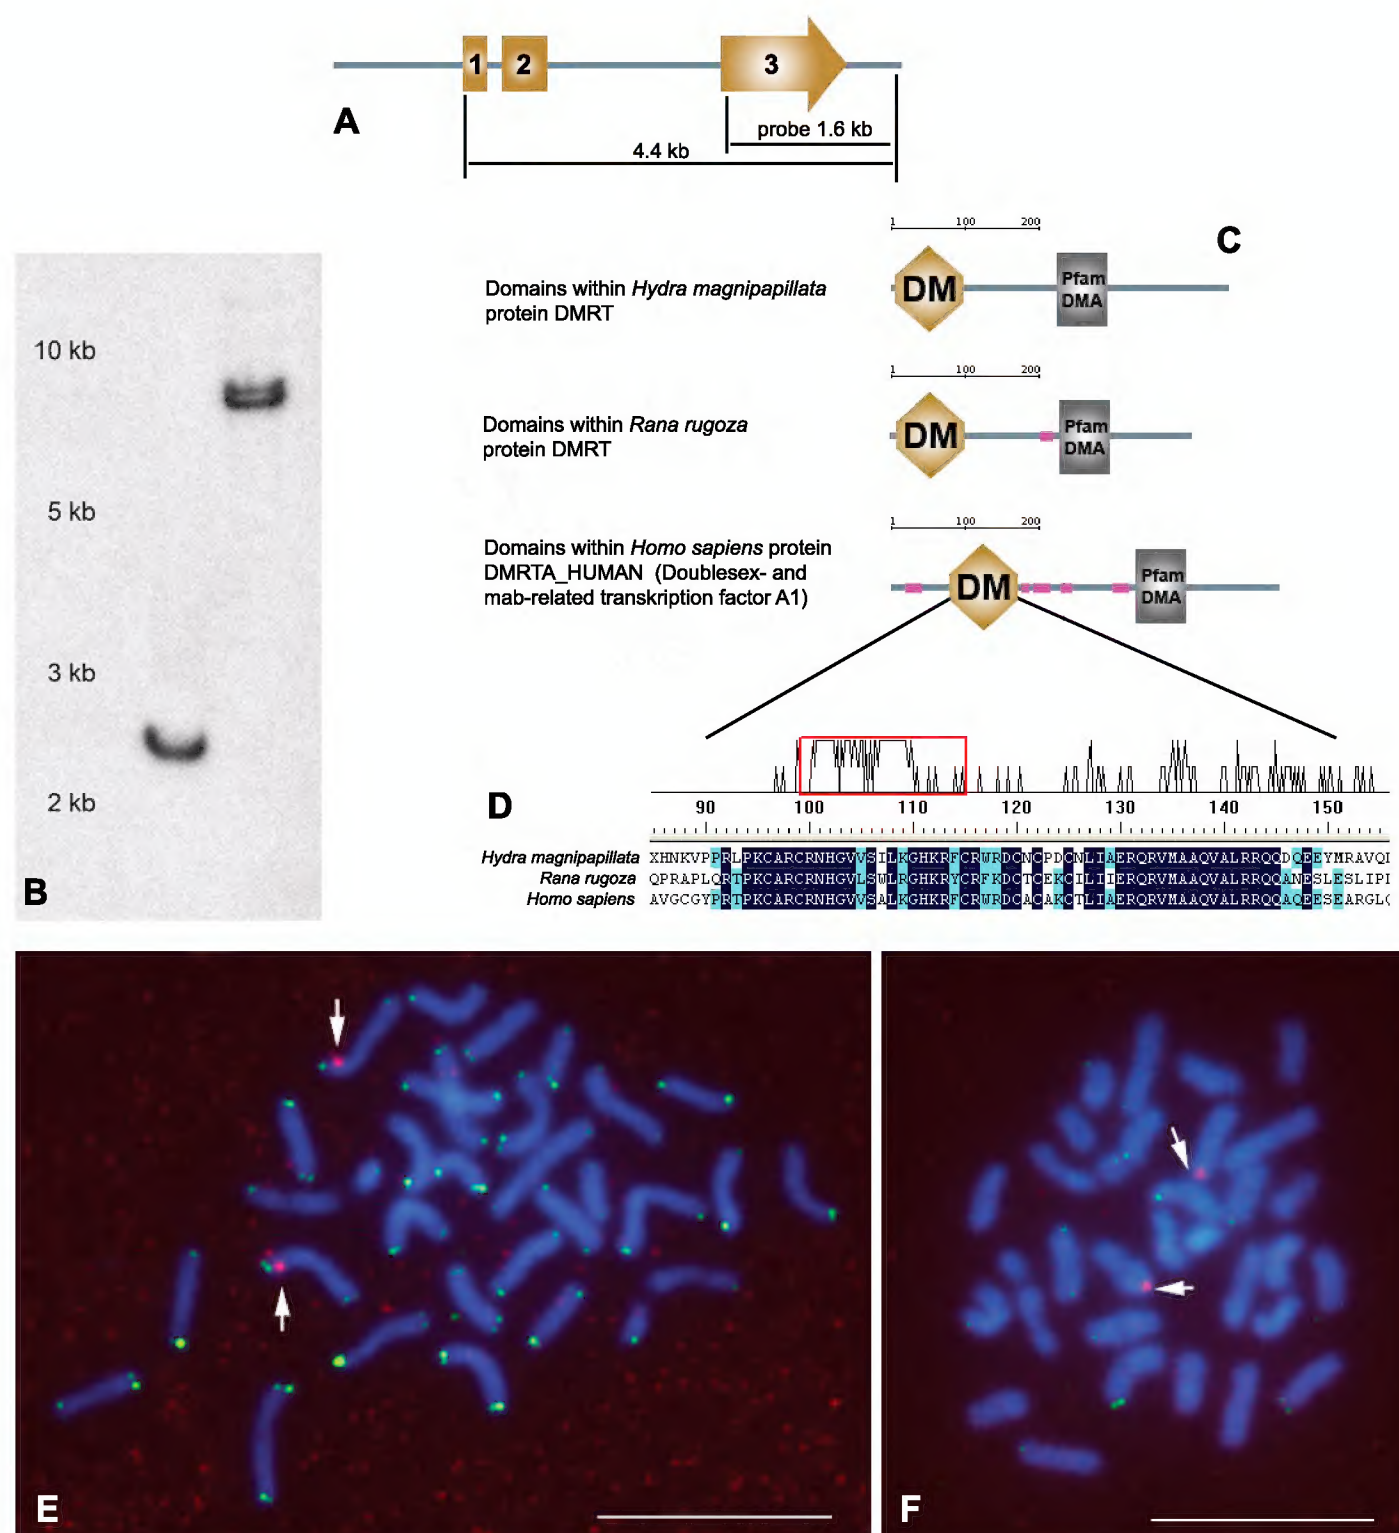 1 2 3
A
probe 1.6 kb
4.4 kb
C
1 100 200
Domains within Hydra magnipapillata
protein DMRT
DM
Pfam
DMA
1 100 200
Domains within Rana rugoza
protein DMRT
DM
Pfam
DMA
1 100 200
Domains within Homo sapiens protein
DMRTA_HUMAN (Doublesex- and
mab-related transkription factor A1)
DM
Pfam
DMA
10 kb
5 kb
3 kb
2 kb
B
D
90 100 110 120 130 140 150
Hydra magnipapillata XHNKVPPRLPKCARCRNHGVVSILKGHKRFCRWRDCNCPDCNLIAERQRVMAAQVALRRQQDQEEYMRAVQI
Rana rugoza QPRAPLQRTPKCARCRNHGVLSWLRGHKRYCRFKDCTCEKCILIIERQRVMAAQVALRRQQANESLESLIPI
Homo sapiens AVGCGYPRTPKCARCRNHGVVSALKGHKRFCRWRDCACAKCTLIAERQRVMAAQVALRRQQAQEESEARGLQ
E
F